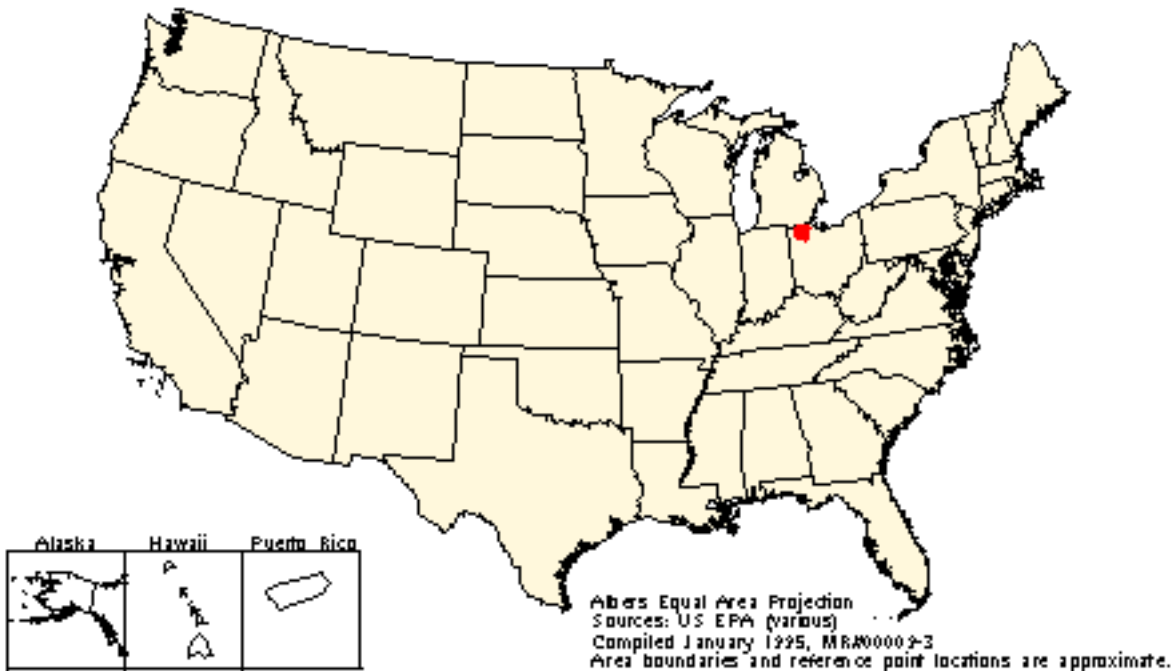 Alaska
Hawaii
Puerto Rico
Albers Equal Area Projection
Sources: US EPA (various)
Compiled January 1995, MR#00009-3
Area boundaries and reference point locations are approximate.